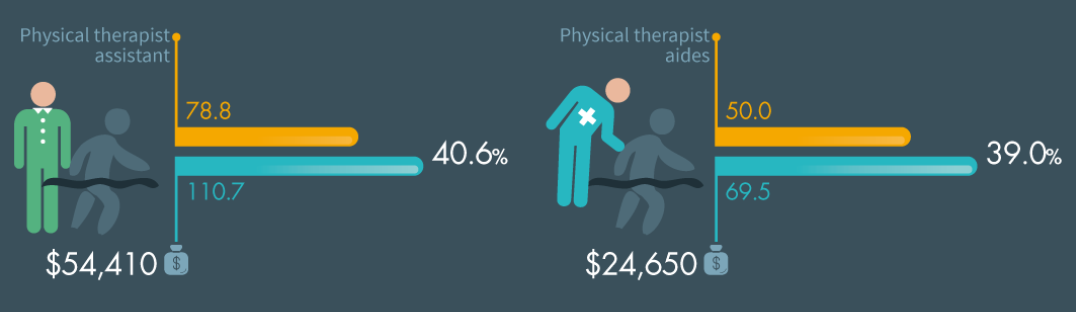 Physical therapist
assistant
78.8
40.6%
110.7
$54,410
$
Physical therapist
aides
50.0
39.0%
69.5
$24,650
$